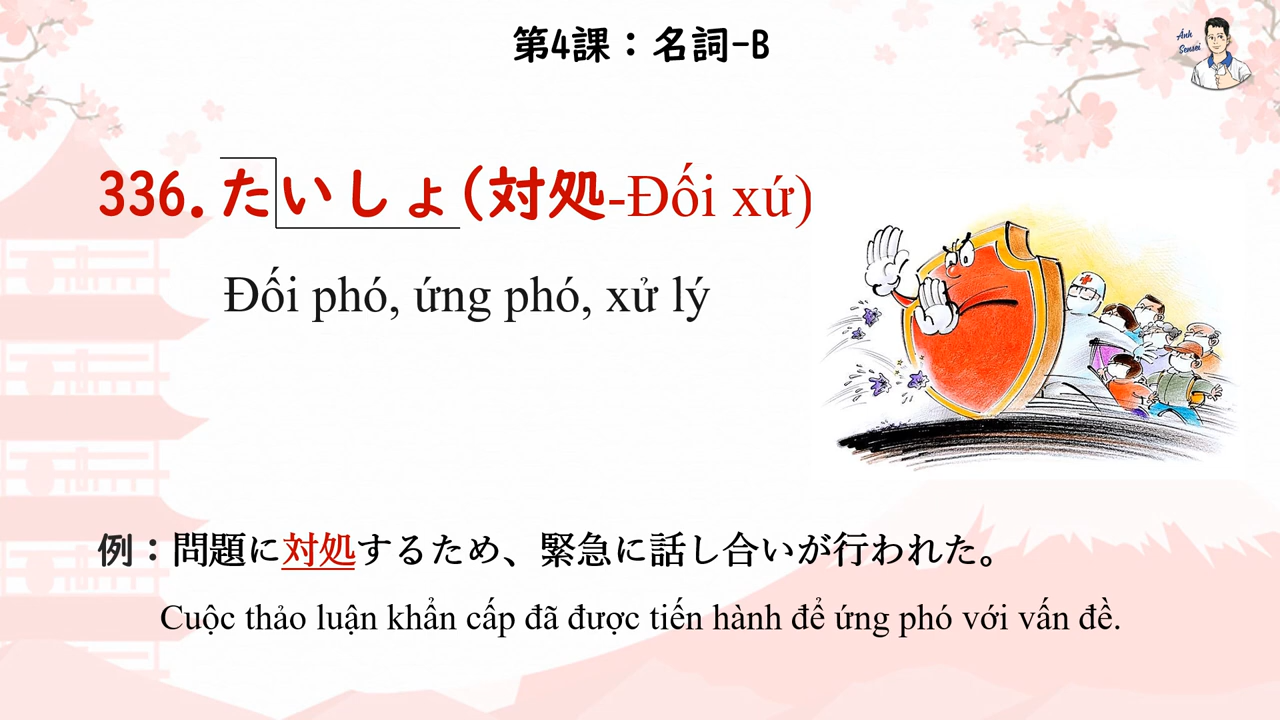 第4課：名詞-B
Anh
Sensei
336.たいしょ(対処-Đối xứ)
Đối phó, ứng phó, xử lý
例：問題に対処するため、緊急に話し合いが行われた。
Cuộc thảo luận khẩn cấp đã được tiến hành để ứng phó với vấn đề.